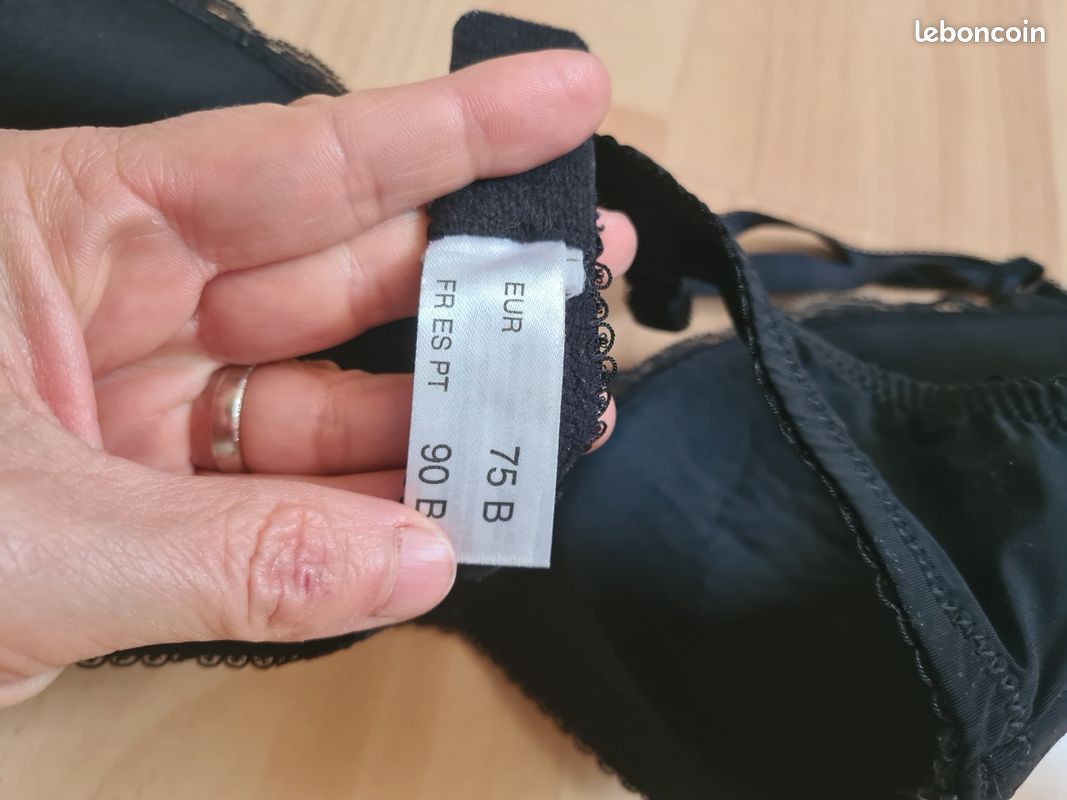 leboncoin
EUR 75 B
FR ES PT 90 B